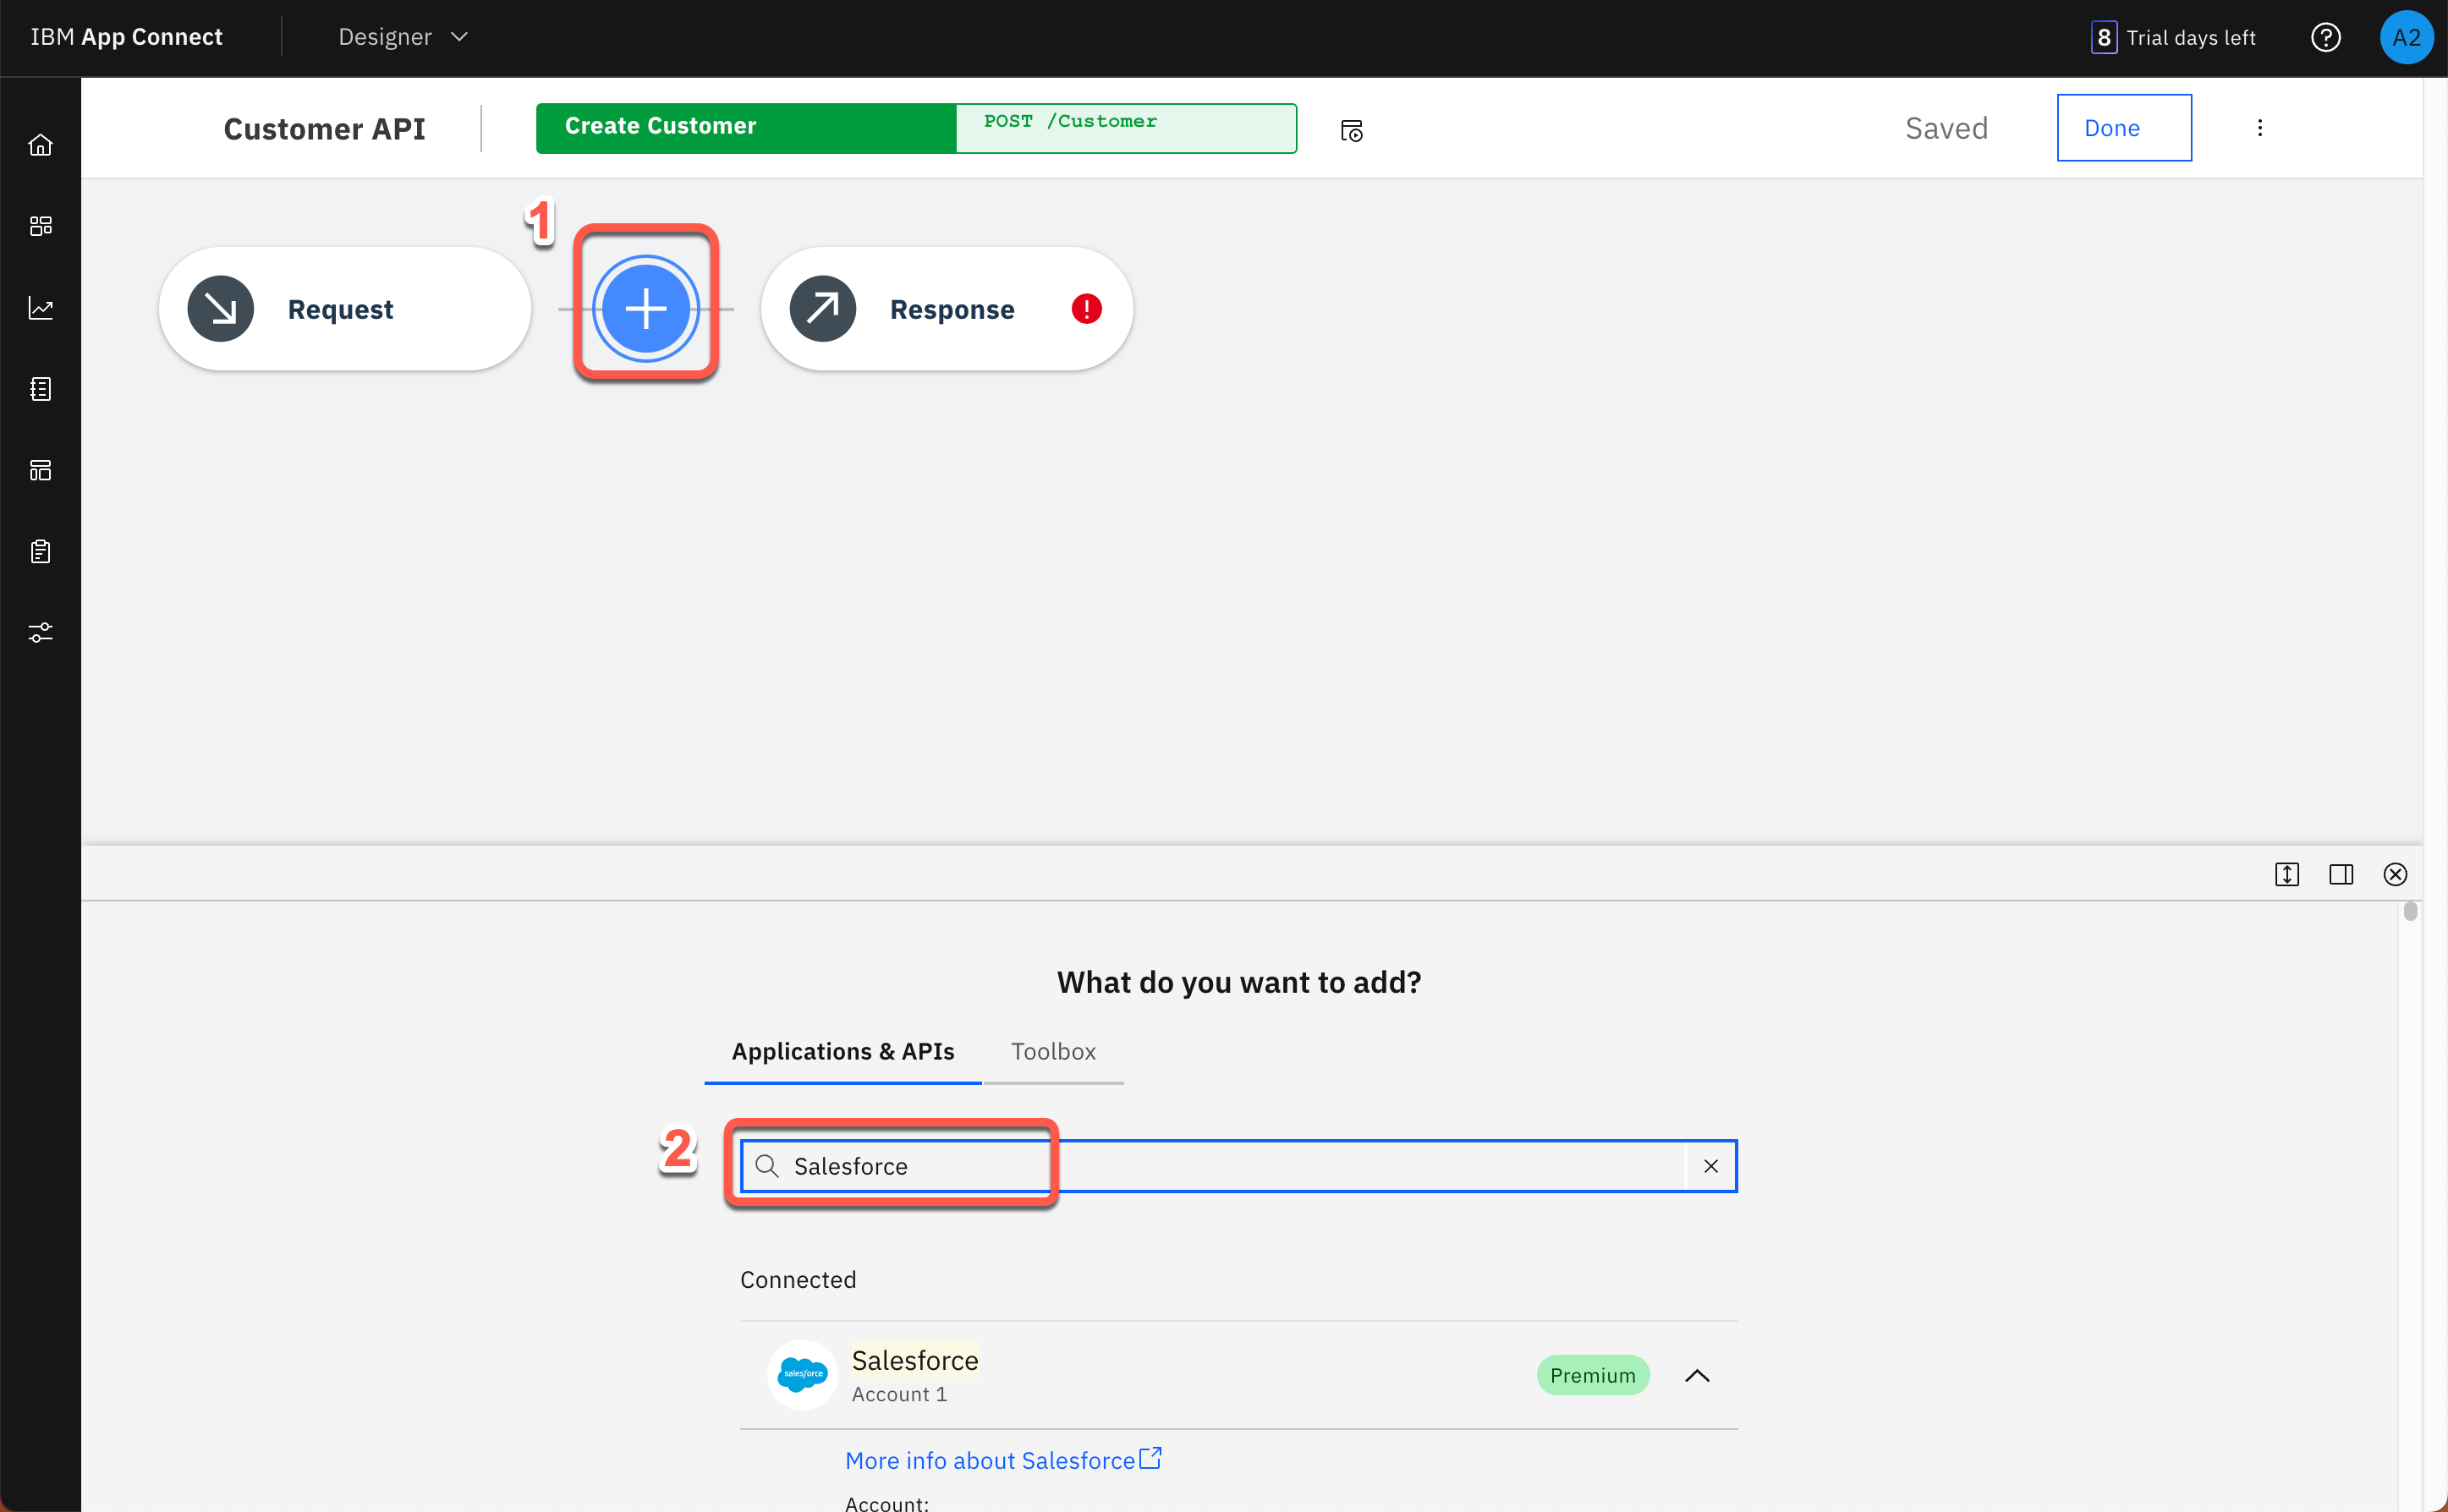 IBM App Connect
Designer
8 Trial days left
A2
Customer API
Create Customer
POST /Customer
Saved
Done
1
Request
Response
What do you want to add?
Applications & APIs
Toolbox
2
Salesforce
Connected
salesforce
Salesforce
Account 1
Premium
More info about Salesforce
Account: